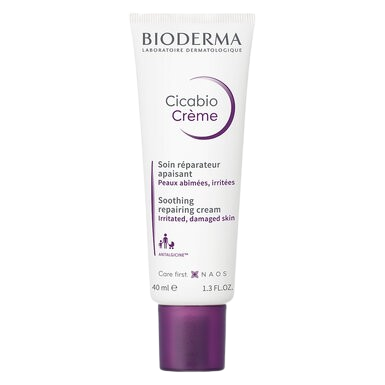 BIODERMA
LABORATOIRE DERMATOLOGIQUE
Cicabio
Crème
Soin réparateur
apaisant
Peaux abîmées, irritées
Soothing
repairing cream
Irritated, damaged skin
ANTALGICINE™
Care first. NAOS
40 ml ℮ 1.3 FL.OZ.